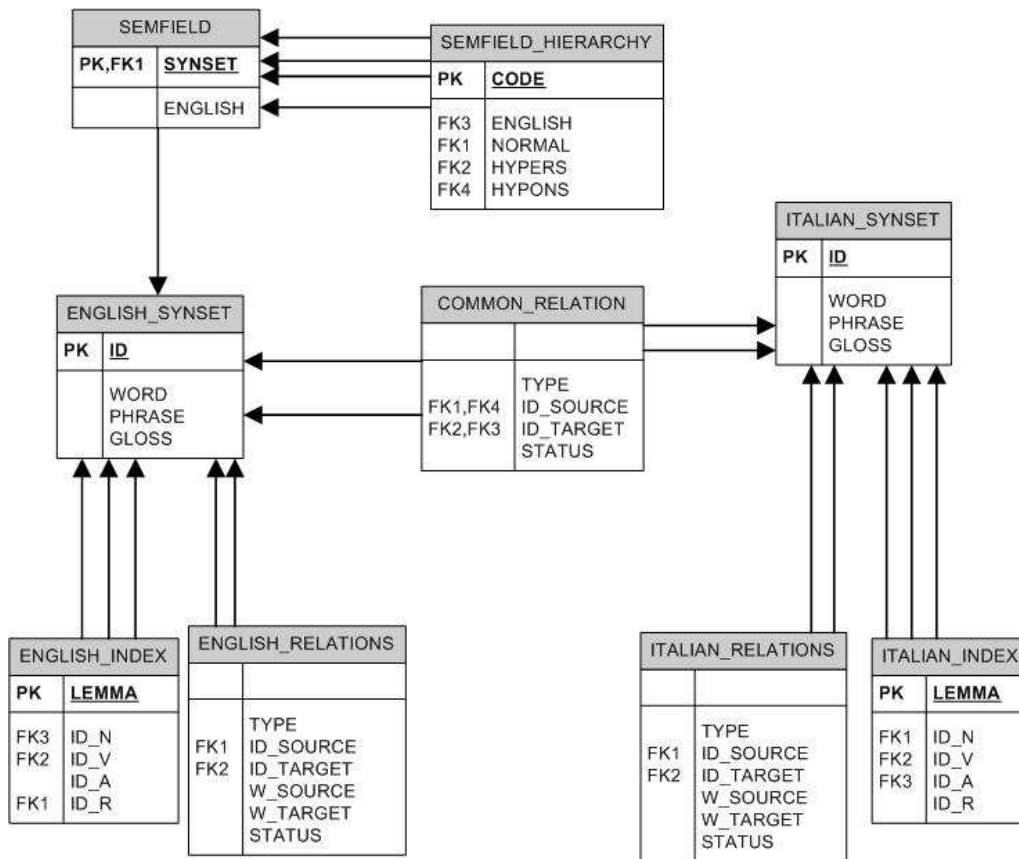 SEMFIELD
PK,FK1 SYNSET
ENGLISH
SEMFIELD_HIERARCHY
PK CODE
FK3 ENGLISH
FK1 NORMAL
FK2 HYPERS
FK4 HYPONS
ITALIAN_SYNSET
PK ID
WORD
PHRASE
GLOSS
ENGLISH_SYNSET
PK ID
WORD
PHRASE
GLOSS
COMMON_RELATION
TYPE
FK1,FK4 ID_SOURCE
FK2,FK3 ID_TARGET
STATUS
ENGLISH_INDEX
PK LEMMA
FK3 ID_N
FK2 ID_V
ID_A
FK1 ID_R
ENGLISH_RELATIONS
TYPE
FK1 ID_SOURCE
FK2 ID_TARGET
W_SOURCE
W_TARGET
STATUS
ITALIAN_RELATIONS
TYPE
FK1 ID_SOURCE
FK2 ID_TARGET
W_SOURCE
W_TARGET
STATUS
ITALIAN_INDEX
PK LEMMA
FK1 ID_N
FK2 ID_V
FK3 ID_A
ID_R